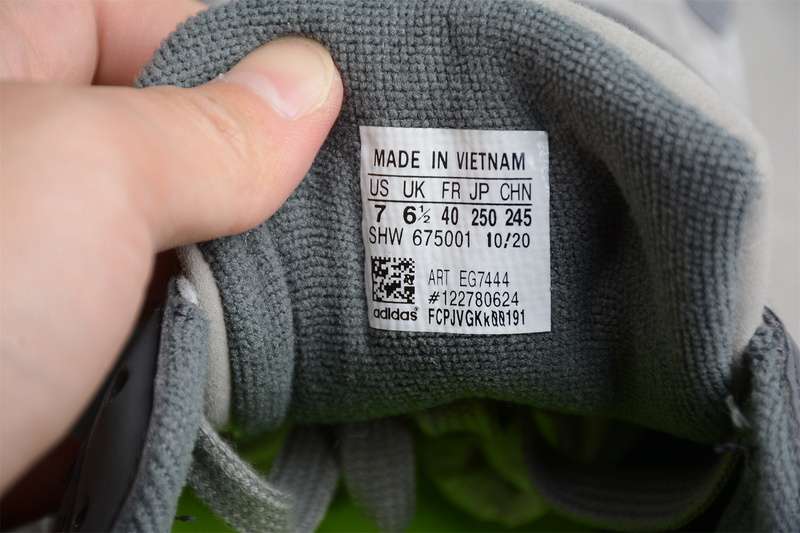 MADE IN VIETNAM
US UK FR JP CHN
7 6½ 40 250 245
SHW 675001 10/20
ART EG7444
#122780624
adidas FCPJVGKk00191